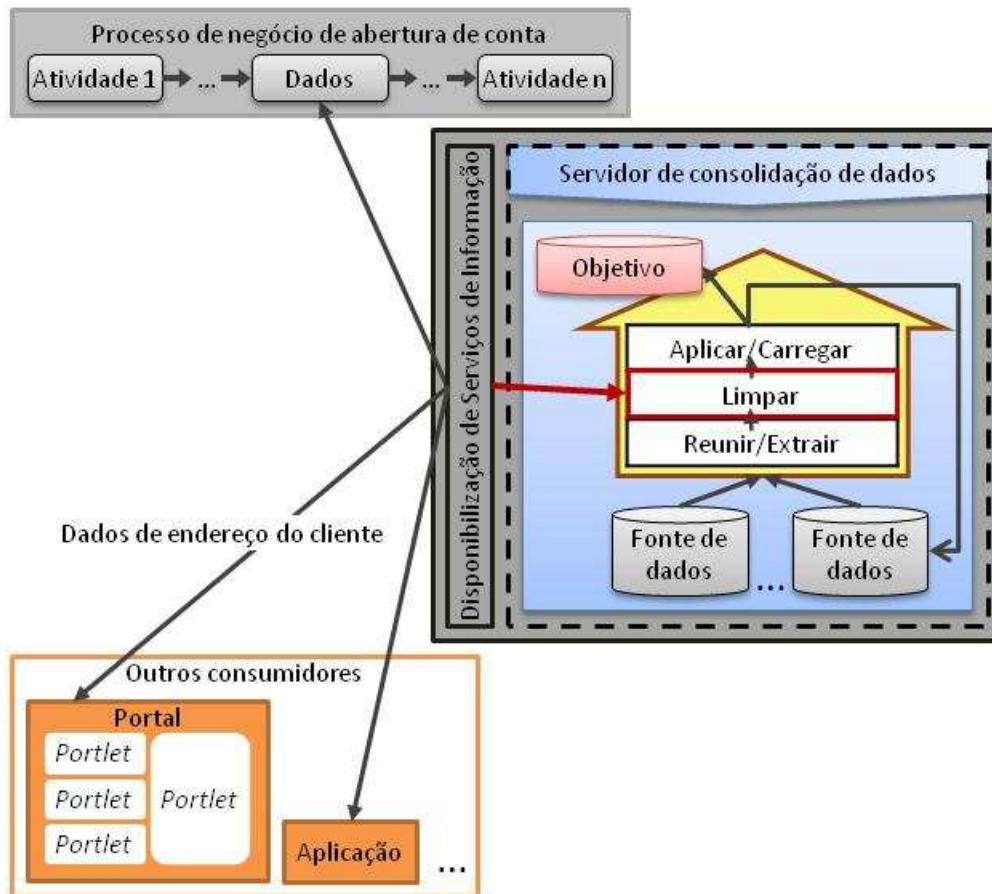 Processo de negócio de abertura de conta
Atividade 1
...
Dados
...
Atividade n
Disponibilização de Serviços de Informação
Servidor de consolidação de dados
Objetivo
Aplicar/Carregar
Limpar
Reunir/Extrair
Fonte de
dados
...
Fonte de
dados
Dados de endereço do cliente
Outros consumidores
Portal
Portlet
Portlet
Portlet
Portlet
Aplicação
...